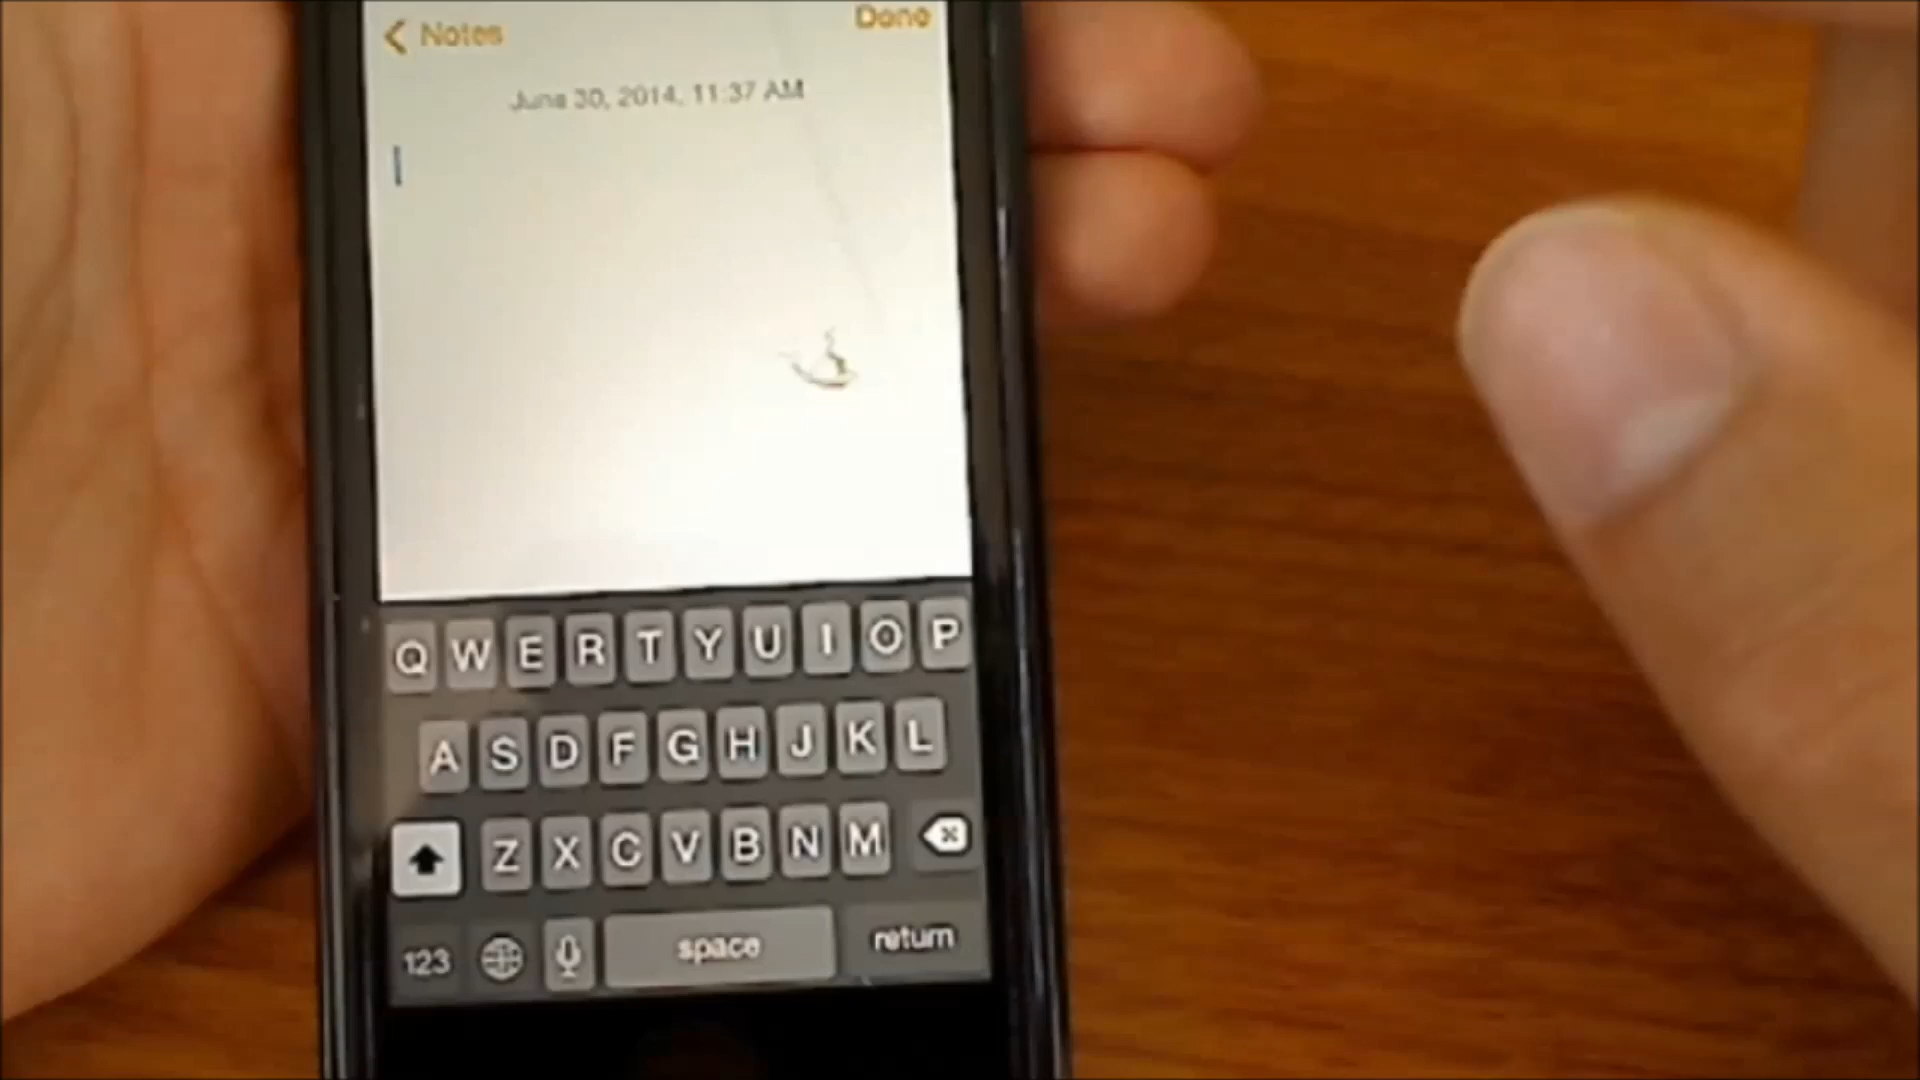 Notes
Done
June 30, 2014, 11:37 AM
Q W E R T Y U I O P
A S D F G H J K L
Z X C V B N M
123 space return